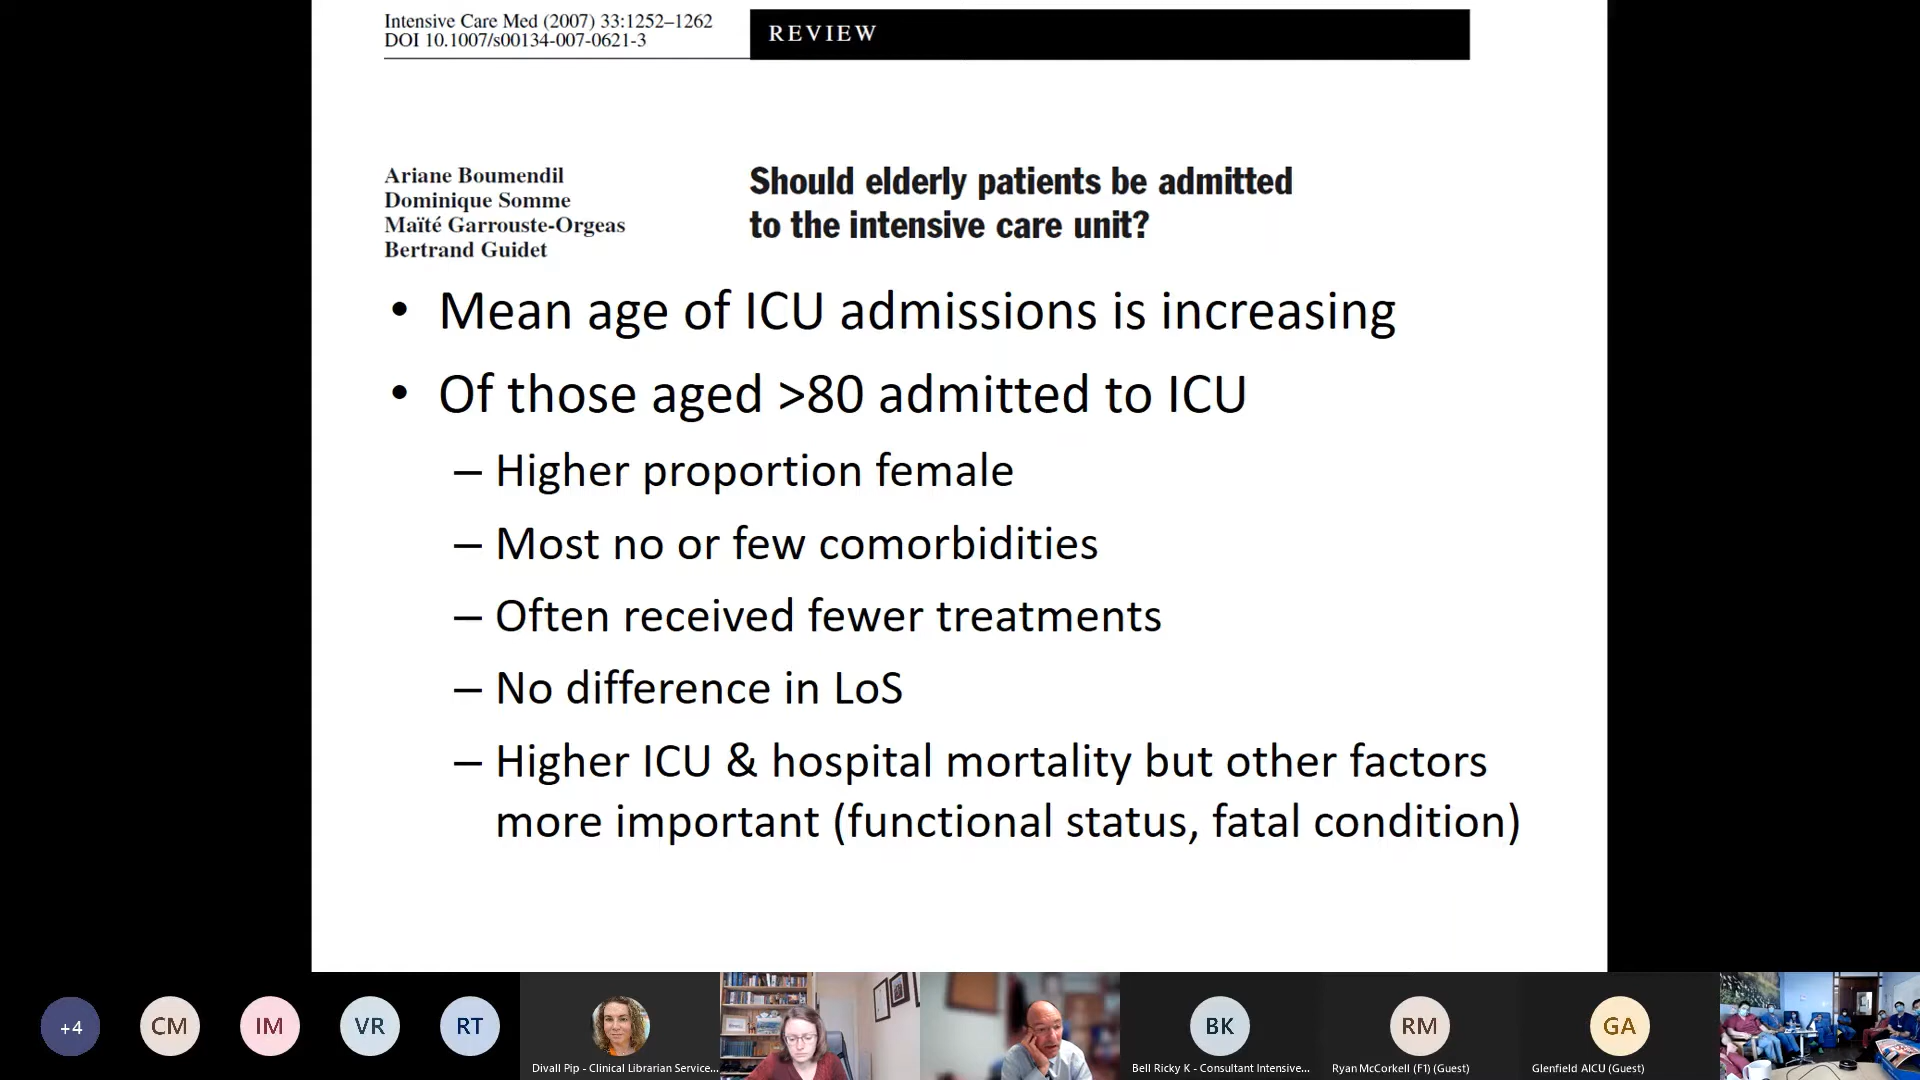 Intensive Care Med (2007) 33:1252–1262
DOI 10.1007/s00134-007-0621-3
REVIEW
Ariane Boumendil
Dominique Somme
Maïté Garrouste-Orgeas
Bertrand Guidet
Should elderly patients be admitted
to the intensive care unit?
• Mean age of ICU admissions is increasing
• Of those aged >80 admitted to ICU
– Higher proportion female
– Most no or few comorbidities
– Often received fewer treatments
– No difference in LoS
– Higher ICU & hospital mortality but other factors
more important (functional status, fatal condition)
+4
CM
IM
VR
RT
Divall Pip - Clinical Librarian Service...
BK
Bell Ricky K - Consultant Intensive...
RM
Ryan McCorkell (F1) (Guest)
GA
Glenfield AICU (Guest)